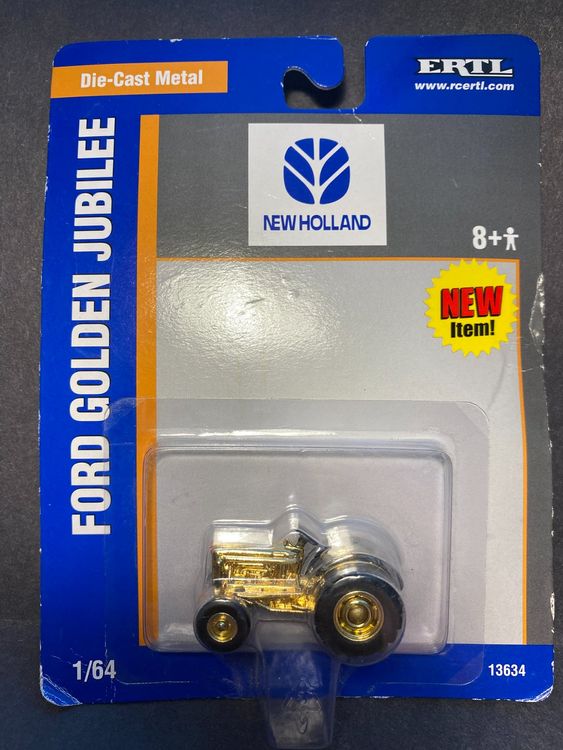 Die-Cast Metal
ERTL
www.rcertl.com
FORD GOLDEN JUBILEE
NEW HOLLAND
8+
NEW
Item!
1/64
13634